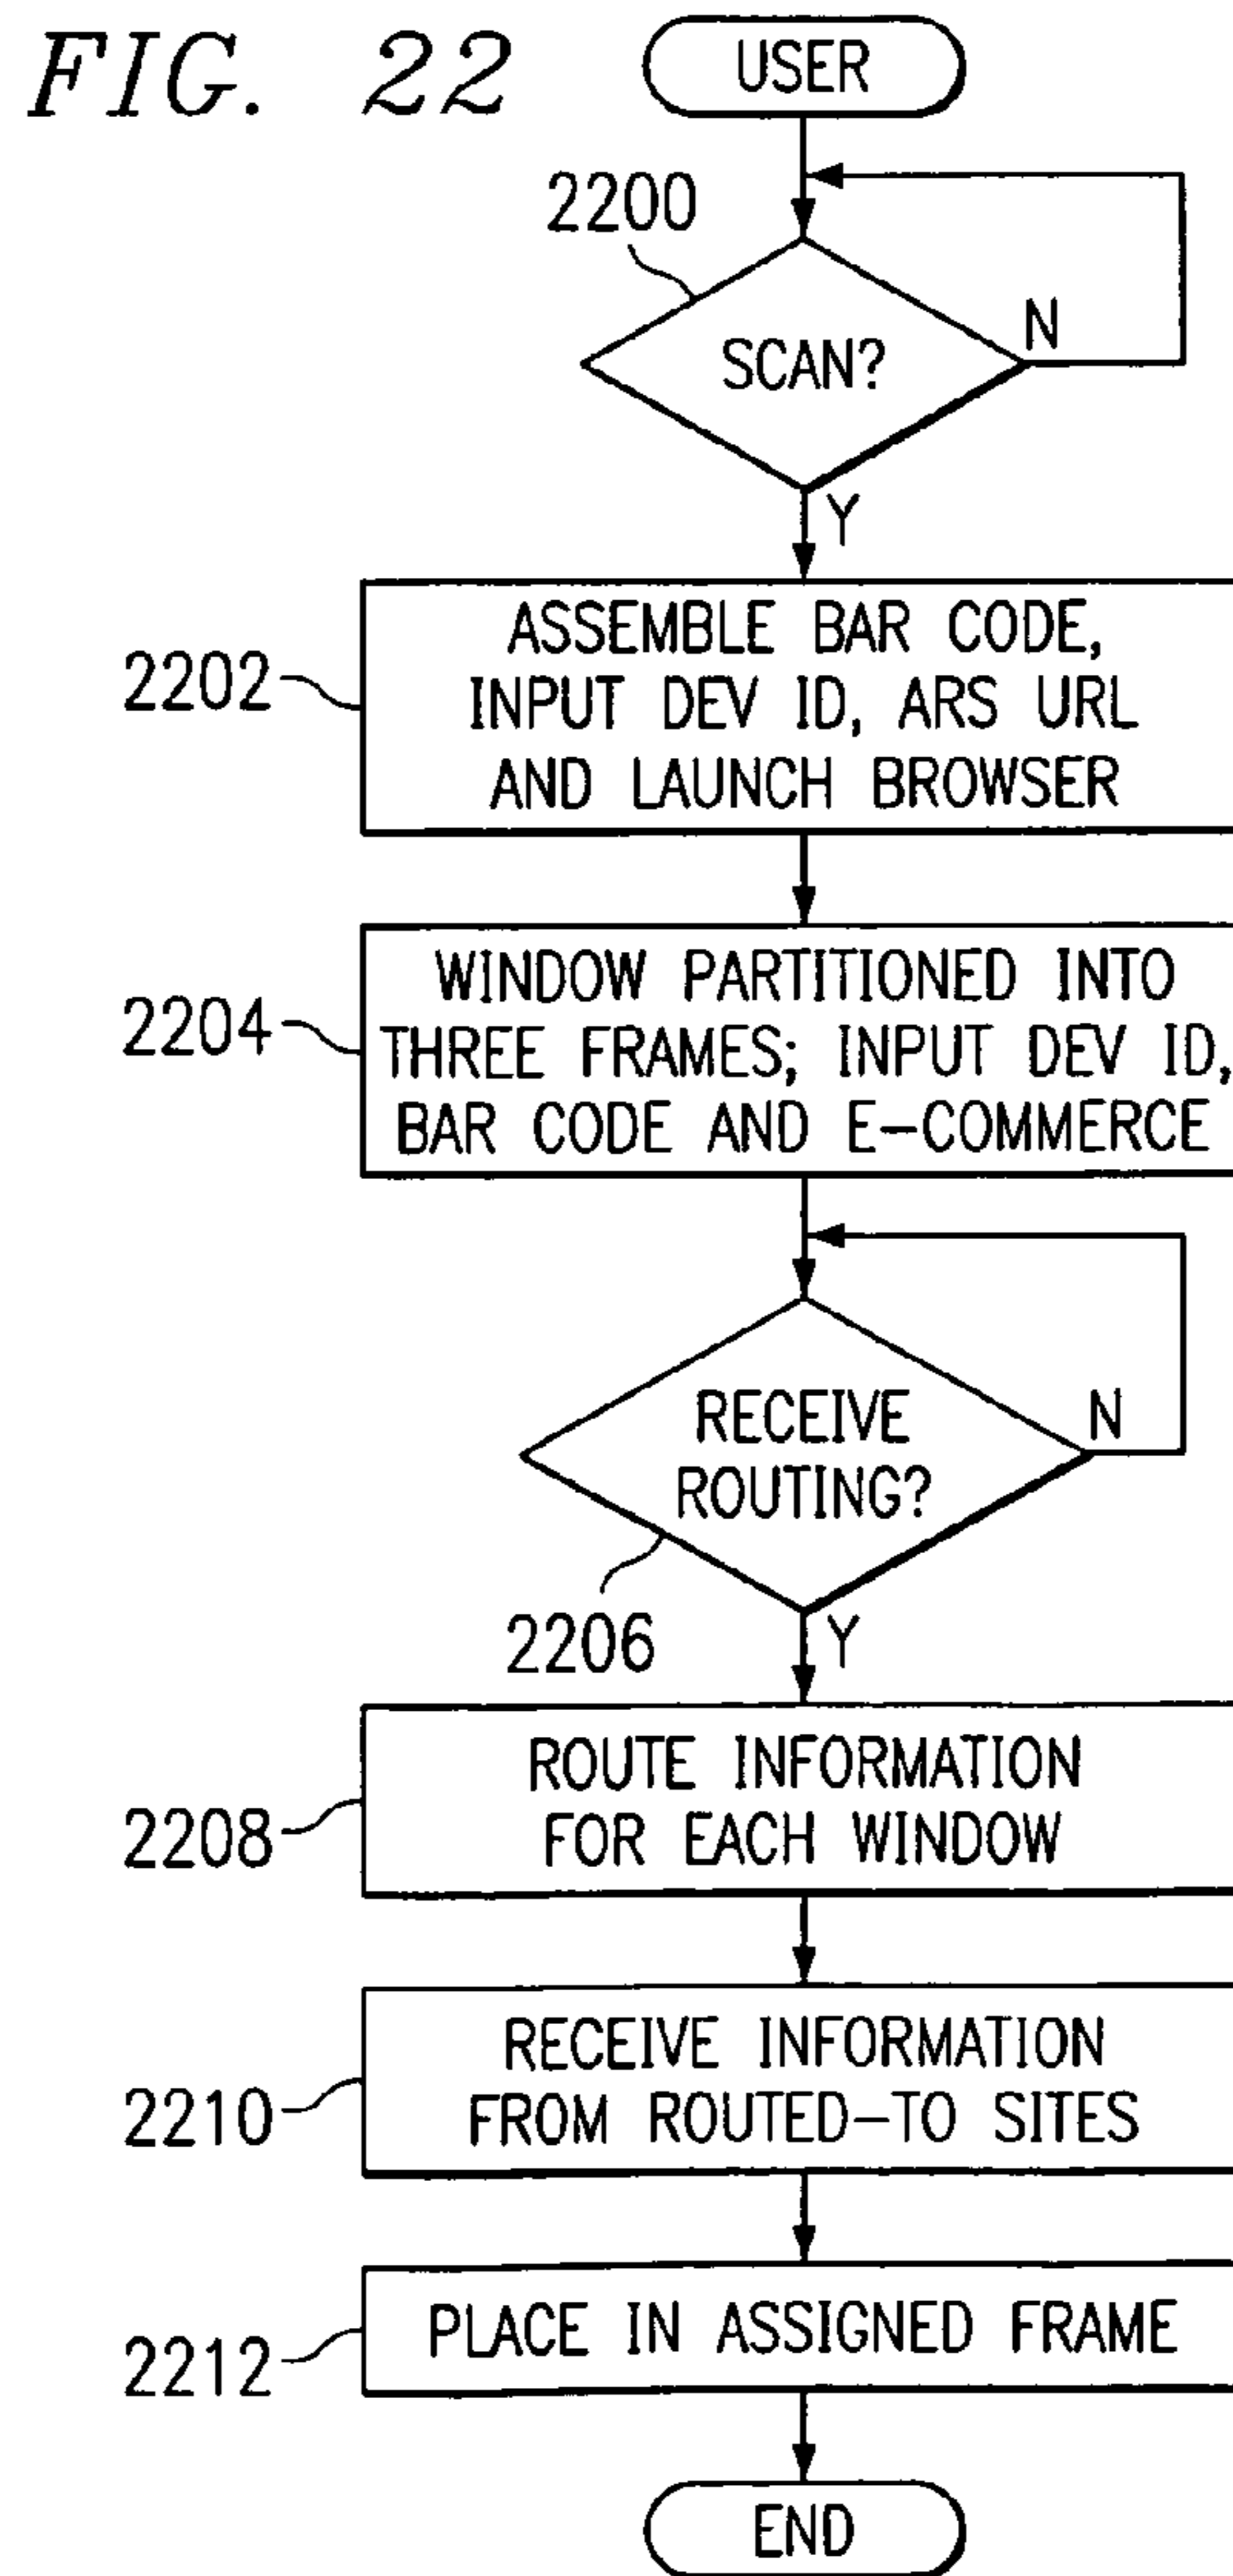 FIG. 22
USER
2200
SCAN?
N
Y
2202
ASSEMBLE BAR CODE,
INPUT DEV ID, ARS URL
AND LAUNCH BROWSER
2204
WINDOW PARTITIONED INTO
THREE FRAMES; INPUT DEV ID,
BAR CODE AND E-COMMERCE
RECEIVE
ROUTING?
N
2206
Y
2208
ROUTE INFORMATION
FOR EACH WINDOW
2210
RECEIVE INFORMATION
FROM ROUTED-TO SITES
2212
PLACE IN ASSIGNED FRAME
END